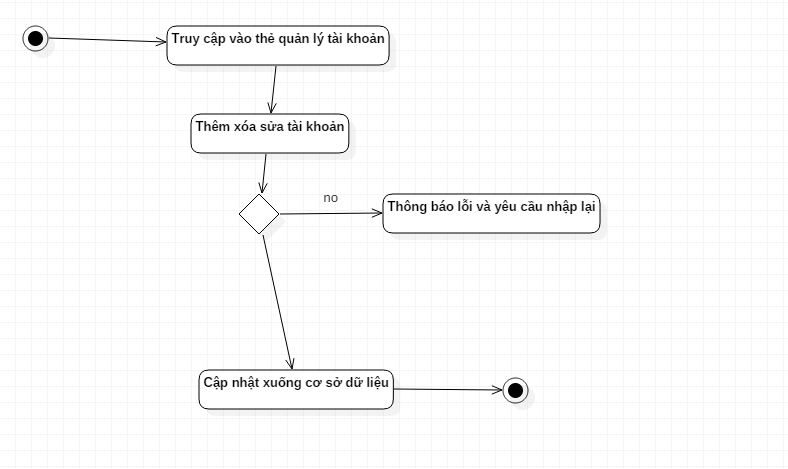 Truy cập vào thẻ quản lý tài khoản
Thêm xóa sửa tài khoản
no
Thông báo lỗi và yêu cầu nhập lại
Cập nhật xuống cơ sở dữ liệu